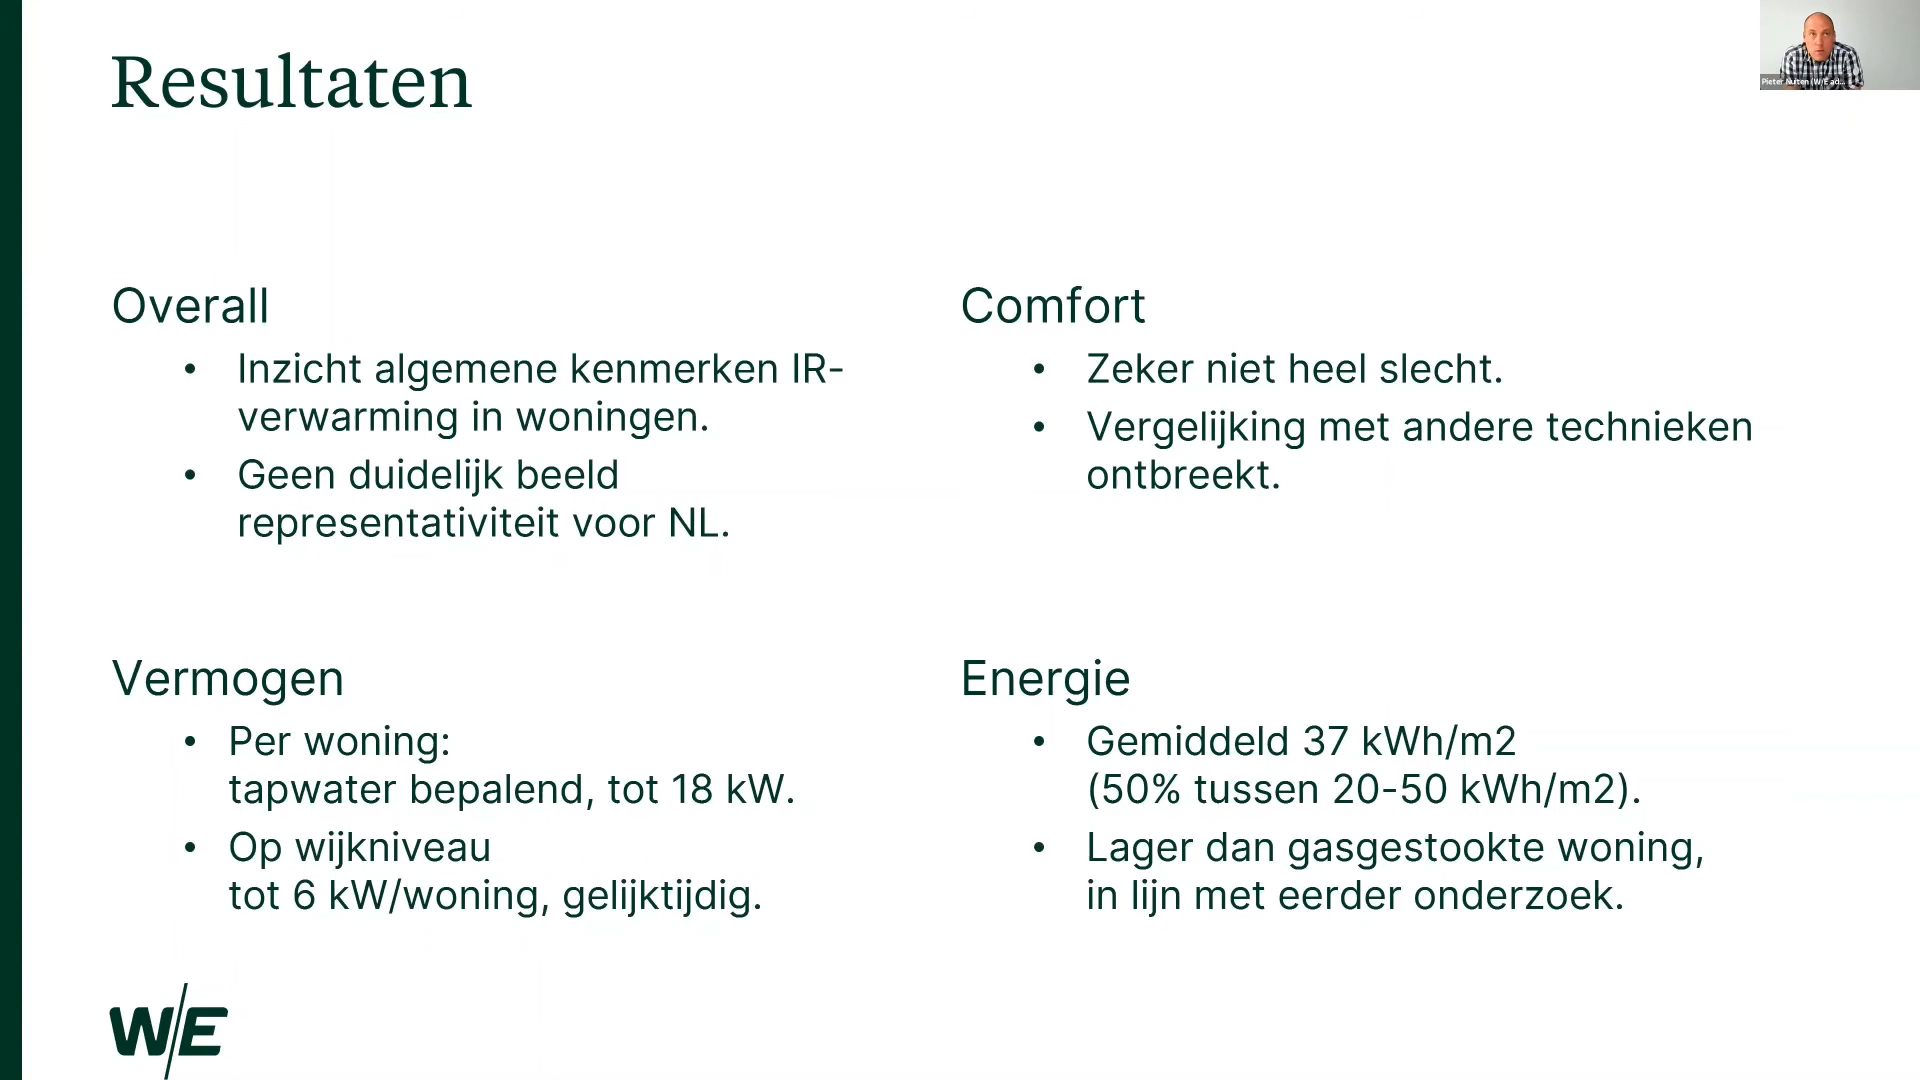 Resultaten
Pieter Nuiten (W/E ad...
Overall
• Inzicht algemene kenmerken IR-
verwarming in woningen.
• Geen duidelijk beeld
representativiteit voor NL.
Comfort
• Zeker niet heel slecht.
• Vergelijking met andere technieken
ontbreekt.
Vermogen
• Per woning:
tapwater bepalend, tot 18 kW.
• Op wijkniveau
tot 6 kW/woning, gelijktijdig.
Energie
• Gemiddeld 37 kWh/m2
(50% tussen 20-50 kWh/m2).
• Lager dan gasgestookte woning,
in lijn met eerder onderzoek.
W/E